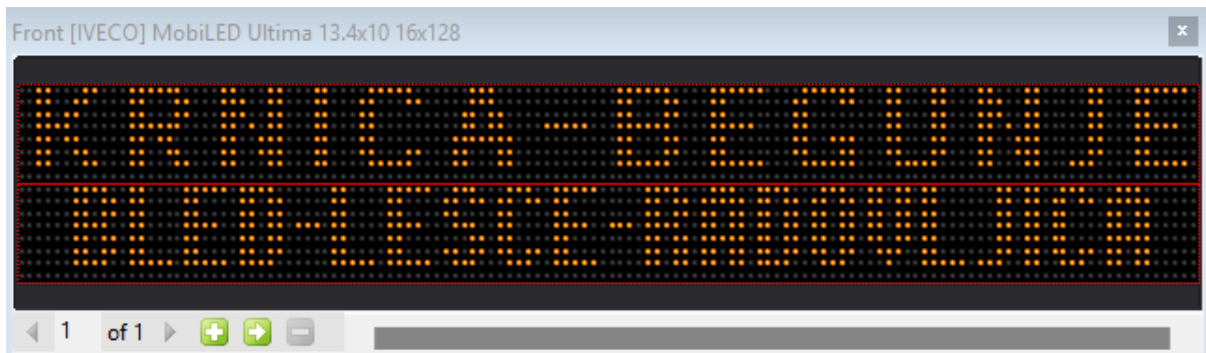 Front [IVECO] MobiLED Ultima 13.4x10 16x128
x
KRNICA-BEGUNJE
BLED-LESCE-RADOVLJICA
1 of 1